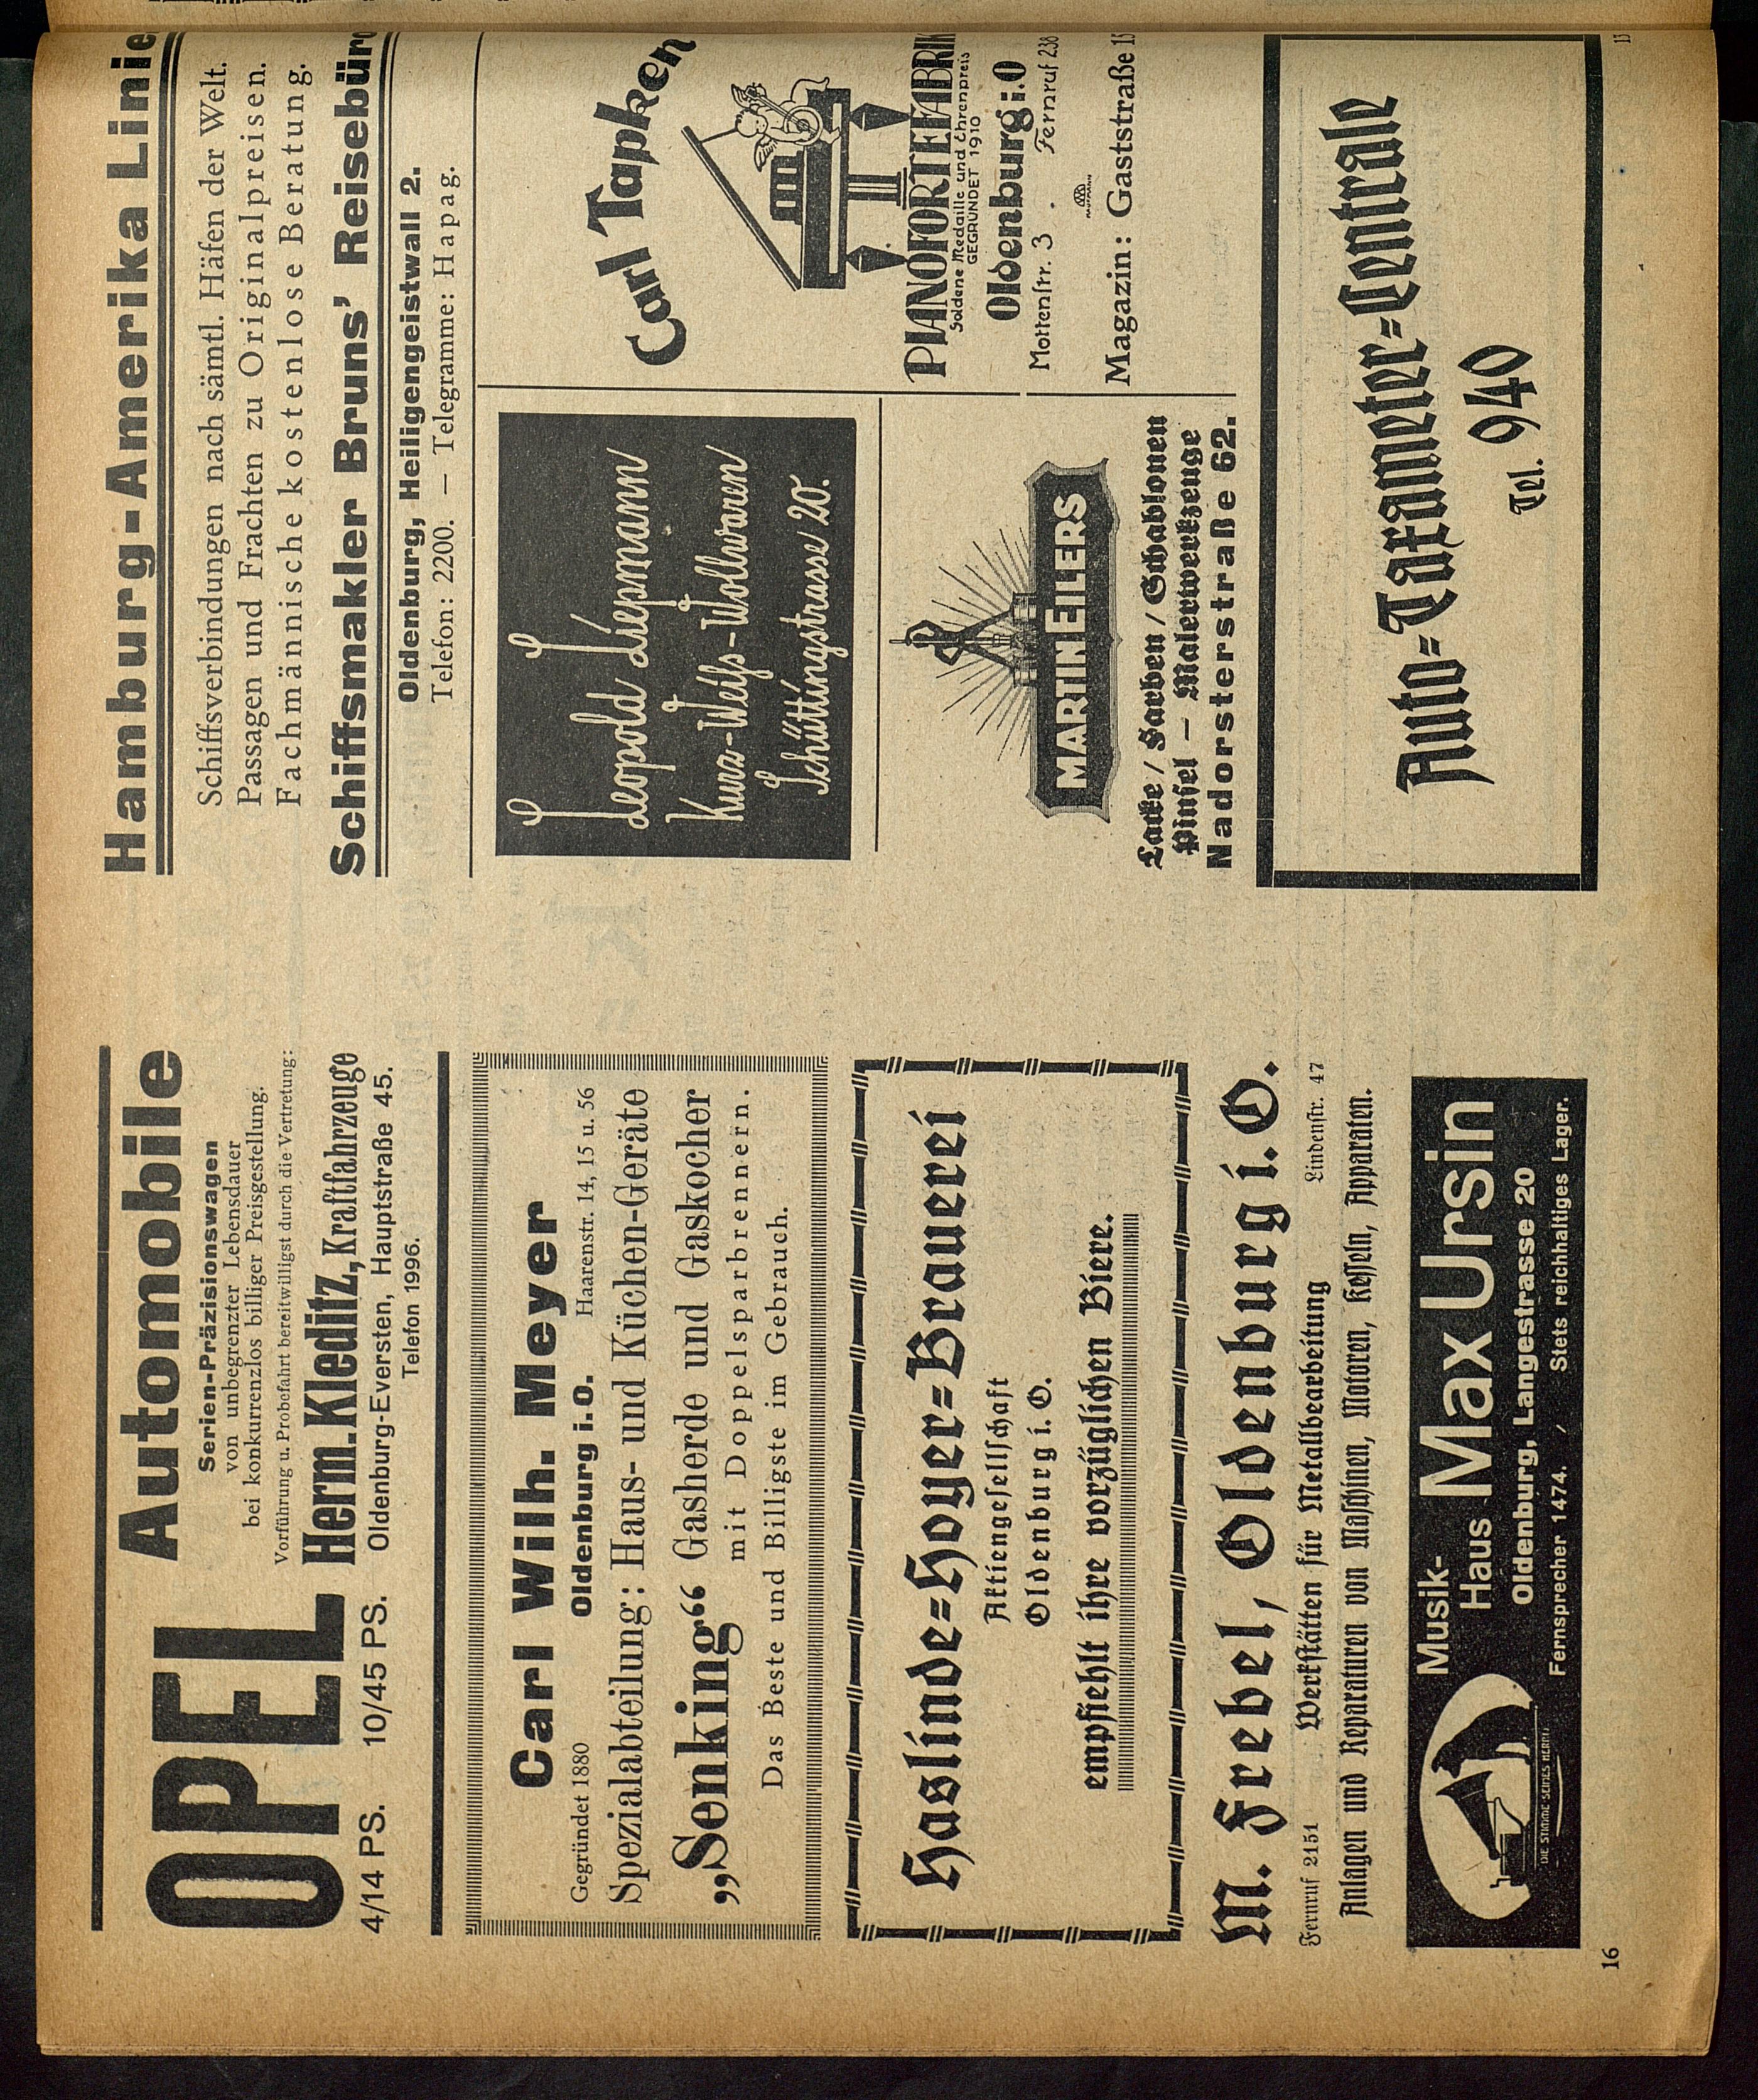 OPEL Automobile
Serien-Präzisionswagen
von unbegrenzter Lebensdauer
bei konkurrenzlos billiger Preisgestellung.
Vorführung u. Probefahrt bereitwilligst durch die Vertretung:
Herm. Kleditz, Kraftfahrzeuge
4/14 PS. 10/45 PS. Oldenburg-Eversten, Hauptstraße 45.
Telefon 1996.
Carl Wilh. Meyer
Gegründet 1880 Oldenburg i.O. Haarenstr. 14, 15 u. 56
Spezialabteilung: Haus- und Küchen-Geräte
„Senking“ Gasherde und Gaskocher
mit Doppelsparbrennern.
Das Beste und Billigste im Gebrauch.
Haslinde=Hoyer=Brauerei
Aktiengesellschaft
Oldenburg i. O.
empfiehlt ihre vorzüglichen Biere.
M. Frebel, Oldenburg i. O.
Fernruf 2151 Werkstätten für Metallbearbeitung Lindenstr. 47
Anlagen und Reparaturen von Maschinen, Motoren, Kesseln, Apparaten.
Musik-
Haus Max Ursin
Oldenburg, Langestrasse 20
Fernsprecher 1474. / Stets reichhaltiges Lager.
DIE STIMME SEINES HERRN
16
Hamburg-Amerika Linie
Schiffsverbindungen nach sämtl. Häfen der Welt.
Passagen und Frachten zu Originalpreisen.
Fachmännische kostenlose Beratung.
Schiffsmakler Bruns' Reisebüro
Oldenburg, Heiligengeistwall 2.
Telefon: 2200. — Telegramme: Hapag.
Leopold Liepmann
Kurz-Weiß-Wollwaren
Schüttingstrasse 20.
MARTIN EILERS
Lacke / Farben / Schablonen
Pinsel — Malerwerkzeuge
Nadorsterstraße 62.
Carl Tapken
PIANOFORTEFABRIK
Goldene Medaille und Ehrenpreis
GEGRÜNDET 1910
Oldenburg i:O
Mottenstr. 3 . Fernruf 238
Magazin: Gaststraße 15
Auto=Taxameter=Centrale
Tel. 940